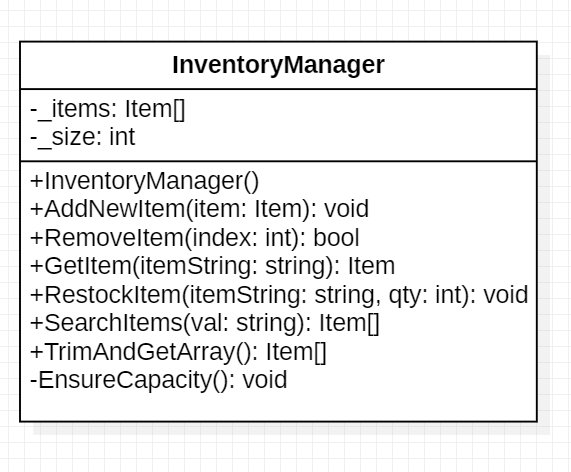 InventoryManager
-_items: Item[]
-_size: int
+InventoryManager()
+AddNewItem(item: Item): void
+RemoveItem(index: int): bool
+GetItem(itemString: string): Item
+RestockItem(itemString: string, qty: int): void
+SearchItems(val: string): Item[]
+TrimAndGetArray(): Item[]
-EnsureCapacity(): void